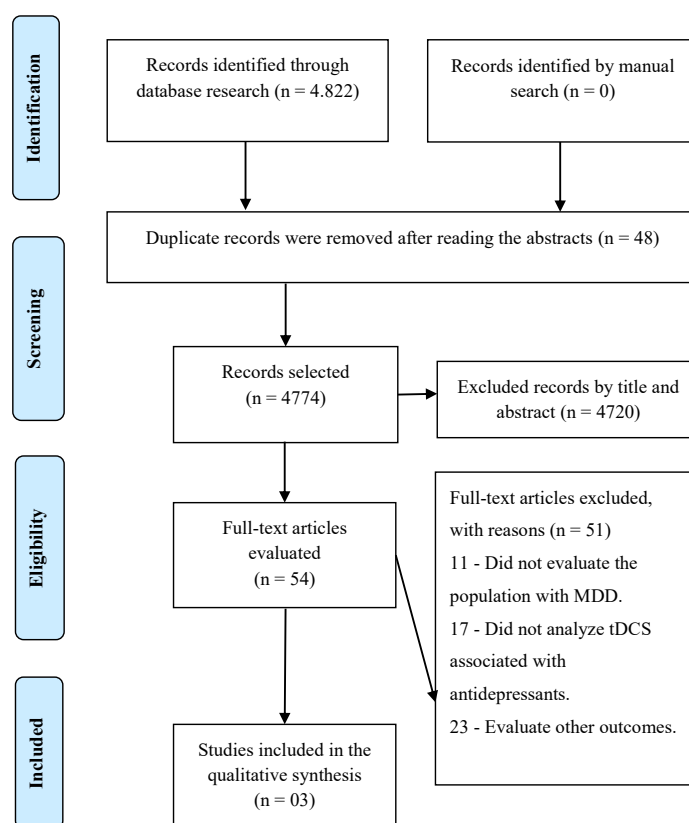 Identification
Records identified through
database research (n = 4.822)
Records identified by manual
search (n = 0)
Duplicate records were removed after reading the abstracts (n = 48)
Screening
Records selected
(n = 4774)
Excluded records by title and
abstract (n = 4720)
Eligibility
Full-text articles
evaluated
(n = 54)
Full-text articles excluded,
with reasons (n = 51)
11 - Did not evaluate the
population with MDD.
17 - Did not analyze tDCS
associated with
antidepressants.
23 - Evaluate other outcomes.
Included
Studies included in the
qualitative synthesis
(n = 03)